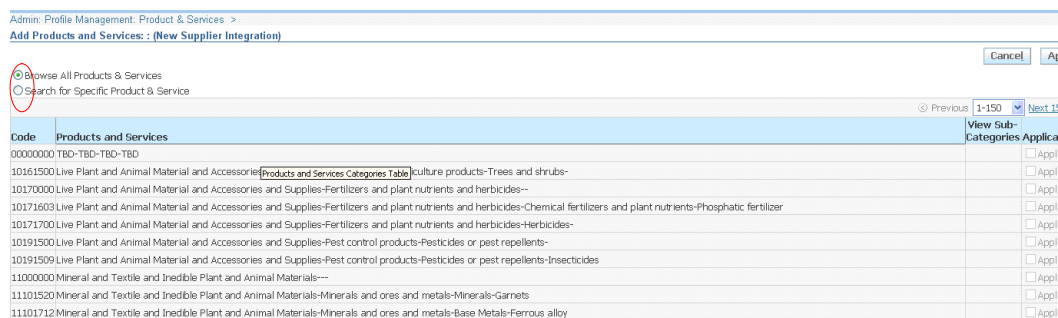 Admin: Profile Management: Product & Services >
Add Products and Services: : (New Supplier Integration)
Cancel
Browse All Products & Services
Search for Specific Product & Service
Previous 1-150 Next
View Sub-
Code Products and Services Categories
00000000 TBD-TBD-TBD-TBD
10161500 Live Plant and Animal Material and Accessories Products and Services Categories Table iculture products-Trees and shrubs-
10170000 Live Plant and Animal Material and Accessories and Supplies-Fertilizers and plant nutrients and herbicides--
10171603 Live Plant and Animal Material and Accessories and Supplies-Fertilizers and plant nutrients and herbicides-Chemical fertilizers and plant nutrients-Phosphatic fertilizer
10171700 Live Plant and Animal Material and Accessories and Supplies-Fertilizers and plant nutrients and herbicides-Herbicides-
10191500 Live Plant and Animal Material and Accessories and Supplies-Pest control products-Pesticides or pest repellents-
10191509 Live Plant and Animal Material and Accessories and Supplies-Pest control products-Pesticides or pest repellents-Insecticides
11000000 Mineral and Textile and Inedible Plant and Animal Materials---
11101520 Mineral and Textile and Inedible Plant and Animal Materials-Minerals and ores and metals-Minerals-Garnets
11101712 Mineral and Textile and Inedible Plant and Animal Materials-Minerals and ores and metals-Base Metals-Ferrous alloy